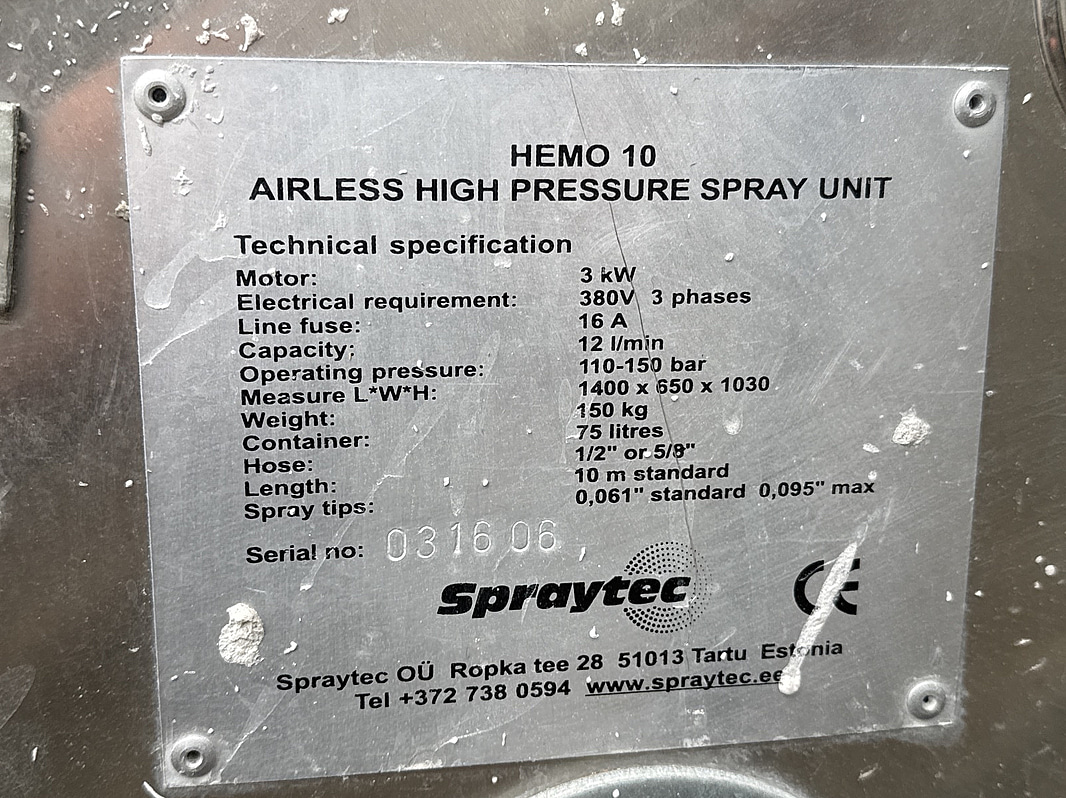 HEMO 10
AIRLESS HIGH PRESSURE SPRAY UNIT
Technical specification
Motor: 3 kW
Electrical requirement: 380V 3 phases
Line fuse: 16 A
Capacity: 12 l/min
Operating pressure: 110-150 bar
Measure L*W*H: 1400 x 650 x 1030
Weight: 150 kg
Container: 75 litres
Hose: 1/2" or 5/8"
Length: 10 m standard
Spray tips: 0,061" standard 0,095" max
Serial no: 031606
Spraytec CE
Spraytec OÜ Ropka tee 28 51013 Tartu Estonia
Tel +372 738 0594 www.spraytec.ee